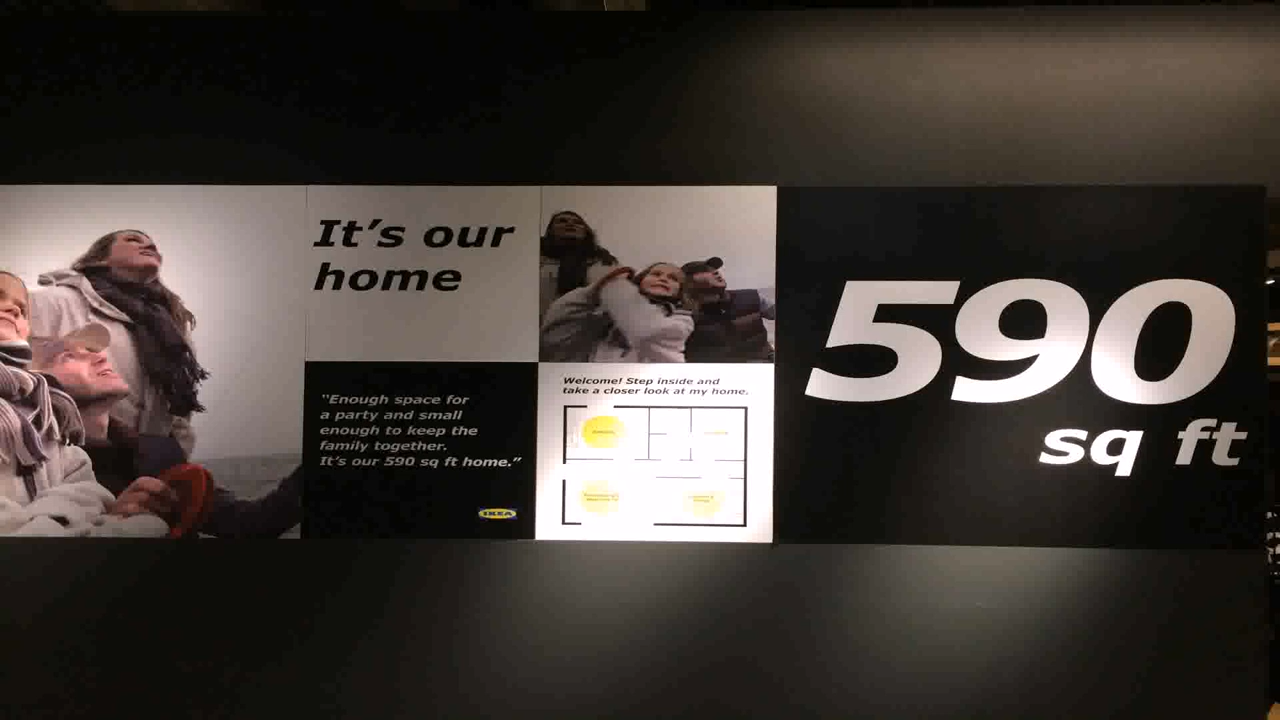 It's our
home
"Enough space for
a party and small
enough to keep the
family together.
It's our 590 sq ft home."
IKEA
Welcome! Step inside and
take a closer look at my home.
590
sq ft